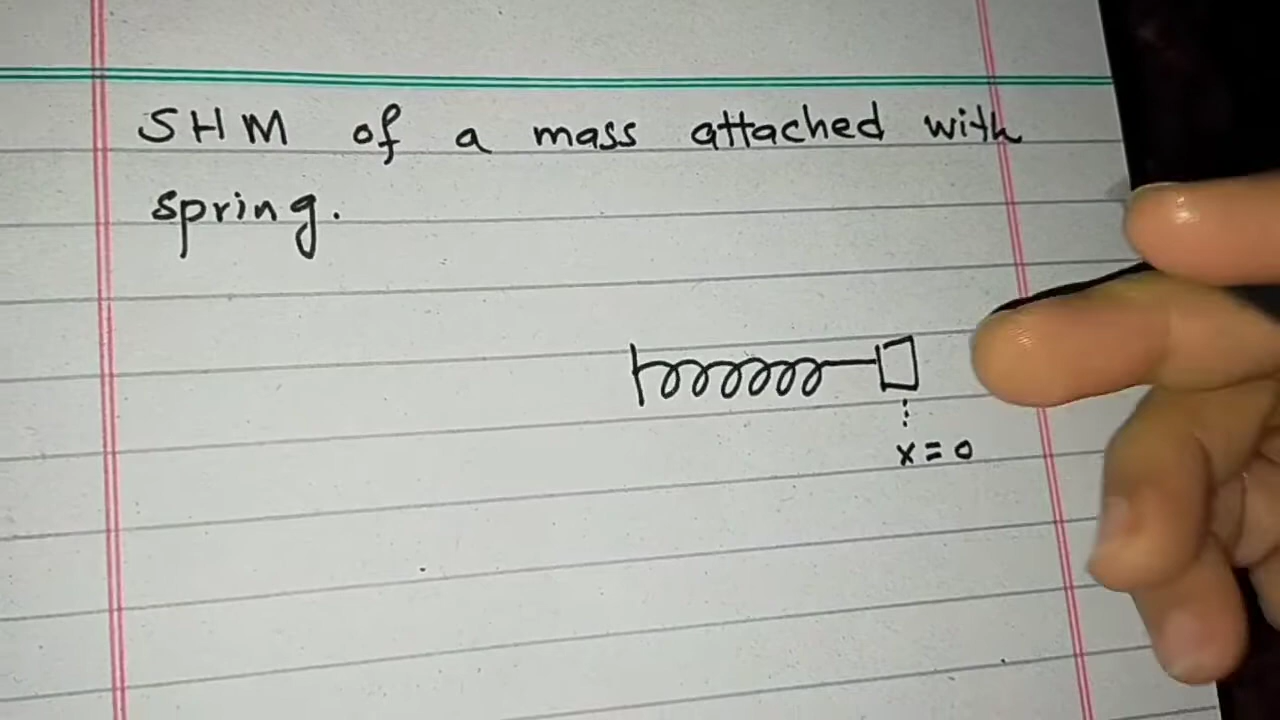 SHM of a mass attached with
spring.
x = 0